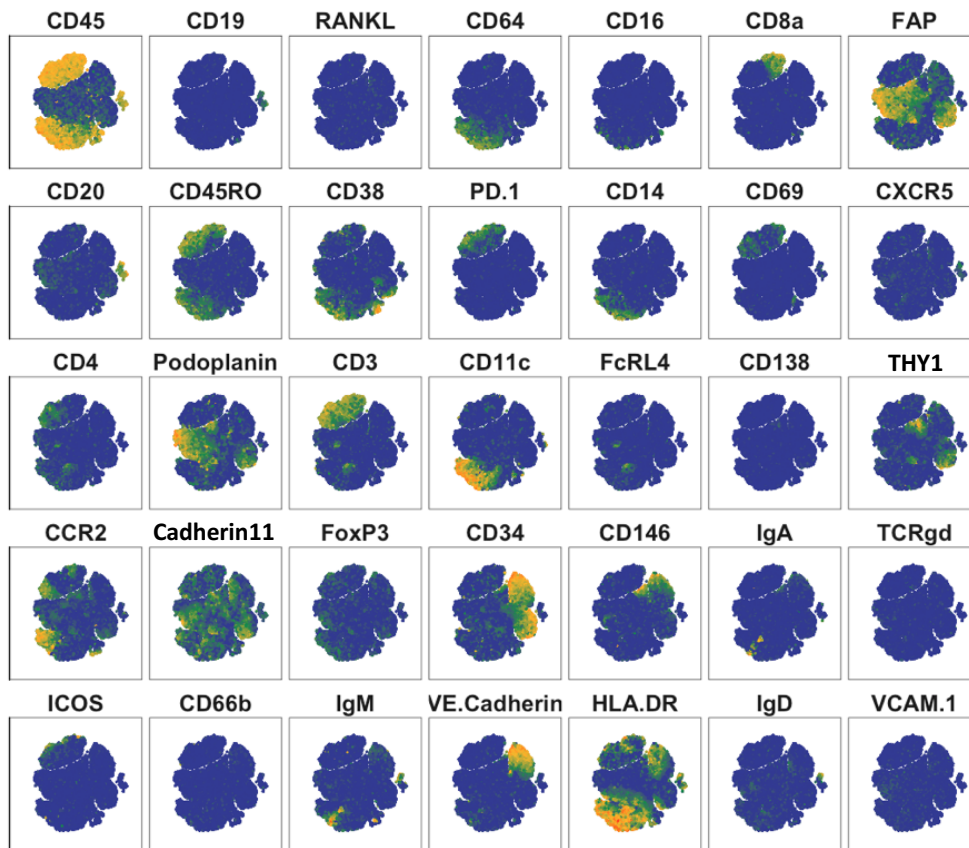 CD45 CD19 RANKL CD64 CD16 CD8a FAP
CD20 CD45RO CD38 PD.1 CD14 CD69 CXCR5
CD4 Podoplanin CD3 CD11c FcRL4 CD138 THY1
CCR2 Cadherin11 FoxP3 CD34 CD146 IgA TCRgd
ICOS CD66b IgM VE.Cadherin HLA.DR IgD VCAM.1